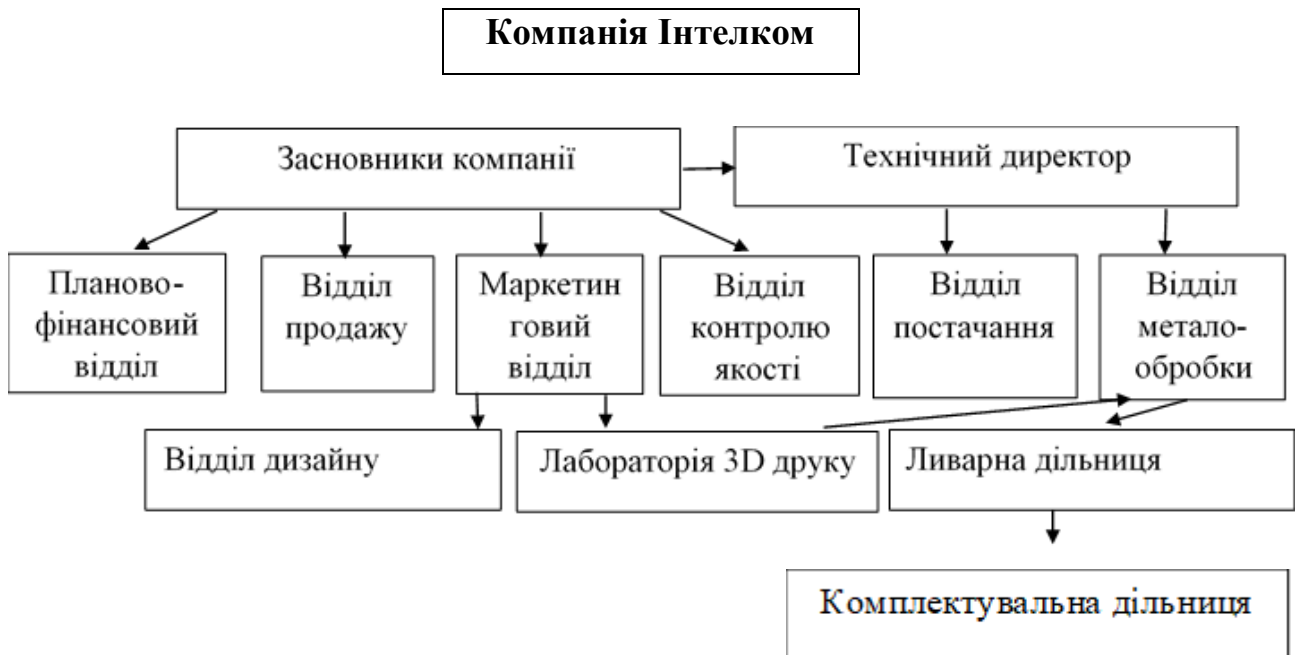 Компанія Інтелком
Засновники компанії
Технічний директор
Планово-
фінансовий
відділ
Відділ
продажу
Маркетин
говий
відділ
Відділ
контролю
якості
Відділ
постачання
Відділ
метало-
обробки
Відділ дизайну
Лабораторія 3D друку
Ливарна дільниця
Комплектувальна дільниця